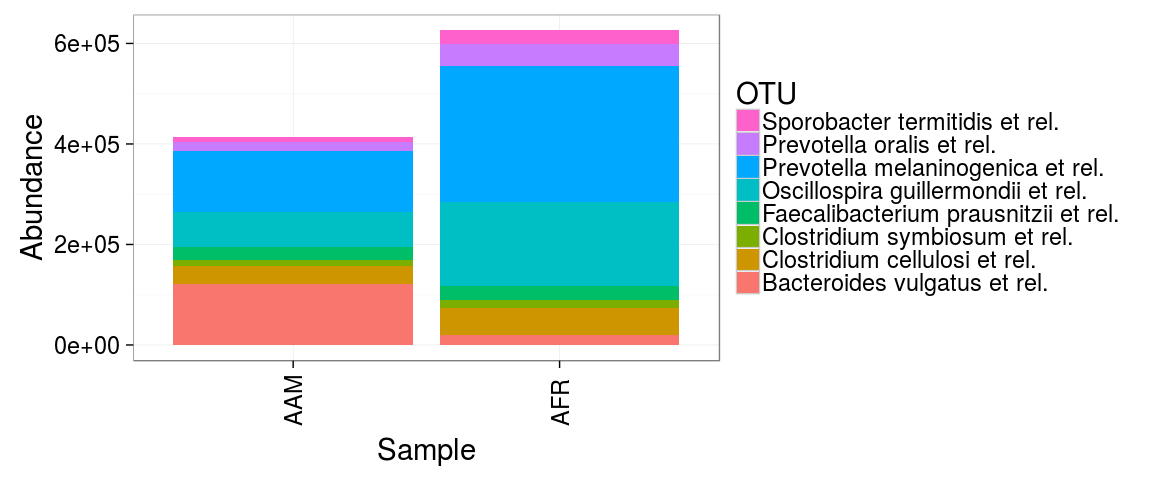 Abundance
6e+05
4e+05
2e+05
0e+00
AAM
AFR
Sample
OTU
Sporobacter termitidis et rel.
Prevotella oralis et rel.
Prevotella melaninogenica et rel.
Oscillospira guillermondii et rel.
Faecalibacterium prausnitzii et rel.
Clostridium symbiosum et rel.
Clostridium cellulosi et rel.
Bacteroides vulgatus et rel.